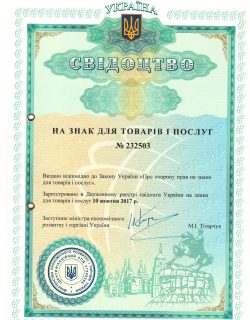 УКРАЇНА
СВІДОЦТВО
НА ЗНАК ДЛЯ ТОВАРІВ І ПОСЛУГ
№ 232503
Видано відповідно до Закону України «Про охорону прав на знаки
для товарів і послуг».
Зареєстровано в Державному реєстрі свідоцтв України на знаки
для товарів і послуг 10 жовтня 2017 р.
Заступник міністра економічного
розвитку і торгівлі України
М.І. Тітарчук